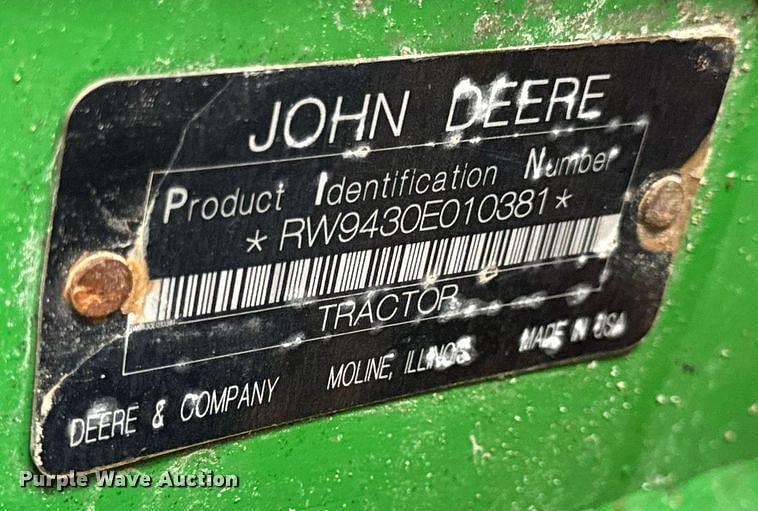 JOHN DEERE
Product Identification Number
* RW9430E010381 *
TRACTOR
DEERE & COMPANY MOLINE, ILLINOIS MADE IN USA
Purple Wave Auction